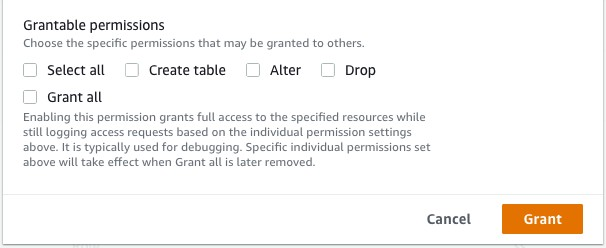 Grantable permissions
Choose the specific permissions that may be granted to others.
Select all Create table Alter Drop
Grant all
Enabling this permission grants full access to the specified resources while
still logging access requests based on the individual permission settings
above. It is typically used for debugging. Specific individual permissions set
above will take effect when Grant all is later removed.
Cancel Grant